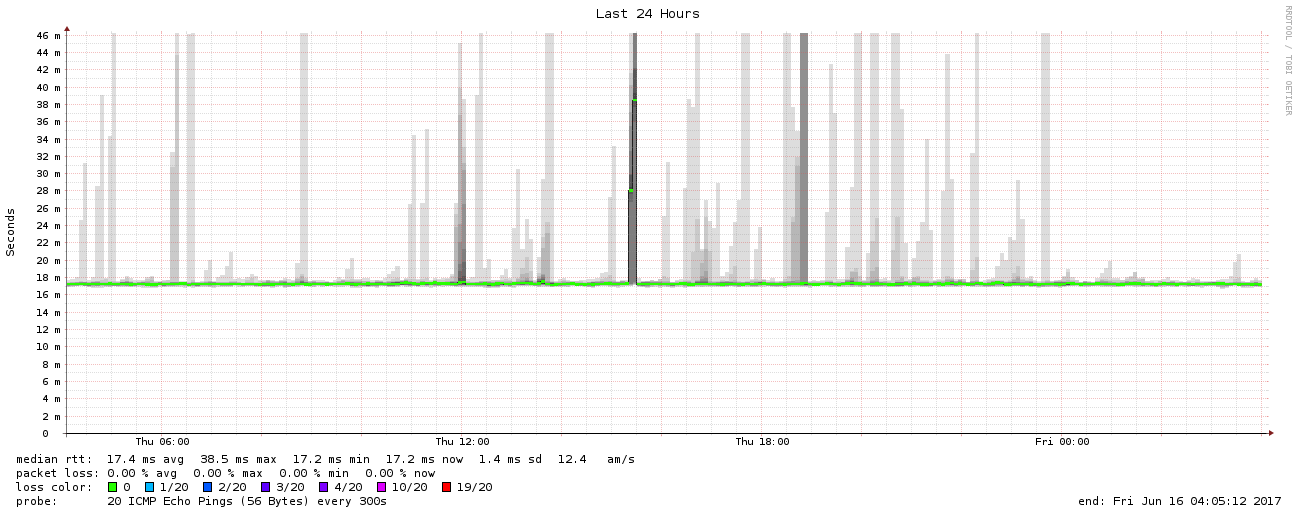 Last 24 Hours
RRDTOOL / TOBI OETIKER
Seconds
46 m
44 m
42 m
40 m
38 m
36 m
34 m
32 m
30 m
28 m
26 m
24 m
22 m
20 m
18 m
16 m
14 m
12 m
10 m
8 m
6 m
4 m
2 m
0
Thu 06:00 Thu 12:00 Thu 18:00 Fri 00:00
median rtt: 17.4 ms avg 38.5 ms max 17.2 ms min 17.2 ms now 1.4 ms sd 12.4 am/s
packet loss: 0.00 % avg 0.00 % max 0.00 % min 0.00 % now
loss color: 0 1/20 2/20 3/20 4/20 10/20 19/20
probe: 20 ICMP Echo Pings (56 Bytes) every 300s end: Fri Jun 16 04:05:12 2017